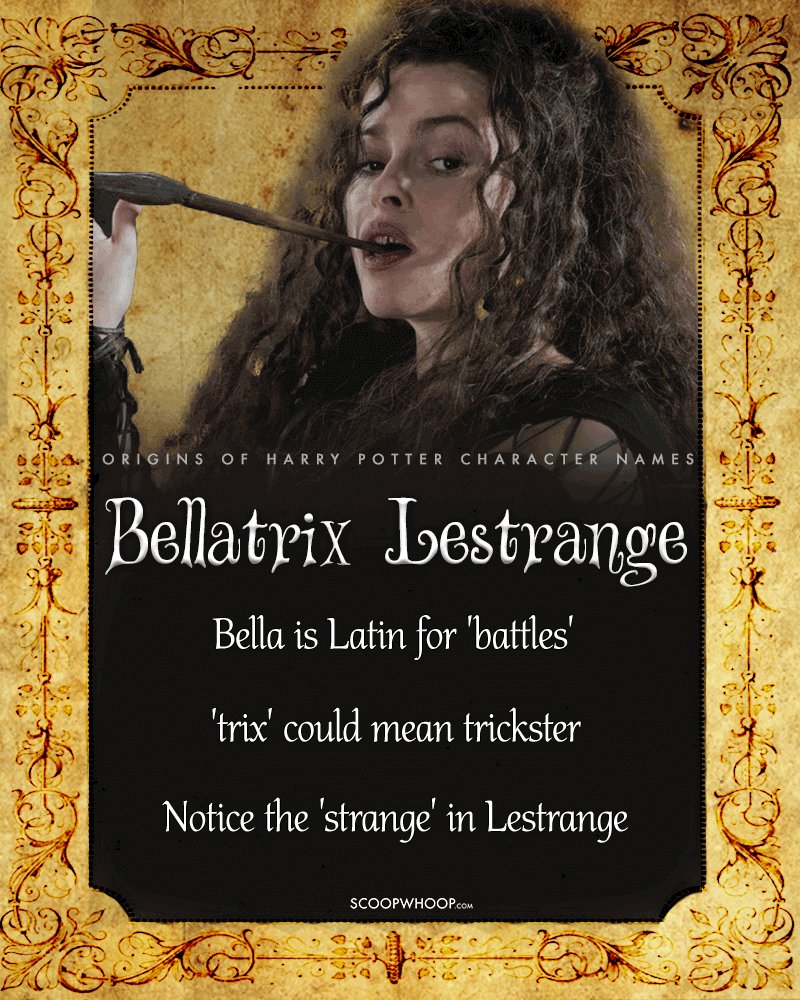 ORIGINS OF HARRY POTTER CHARACTER NAMES
Bellatrix Lestrange
Bella is Latin for 'battles'
'trix' could mean trickster
Notice the 'strange' in Lestrange
SCOOPWHOOP.COM